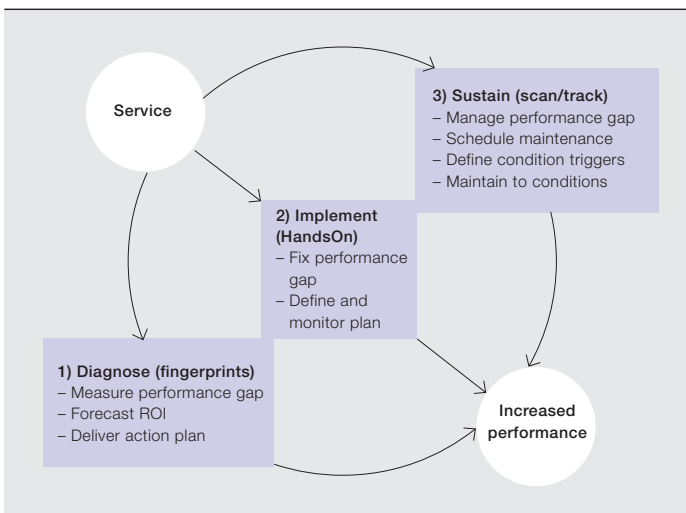 Service
3) Sustain (scan/track)
– Manage performance gap
– Schedule maintenance
– Define condition triggers
– Maintain to conditions
2) Implement
(HandsOn)
– Fix performance
gap
– Define and
monitor plan
1) Diagnose (fingerprints)
– Measure performance gap
– Forecast ROI
– Deliver action plan
Increased
performance